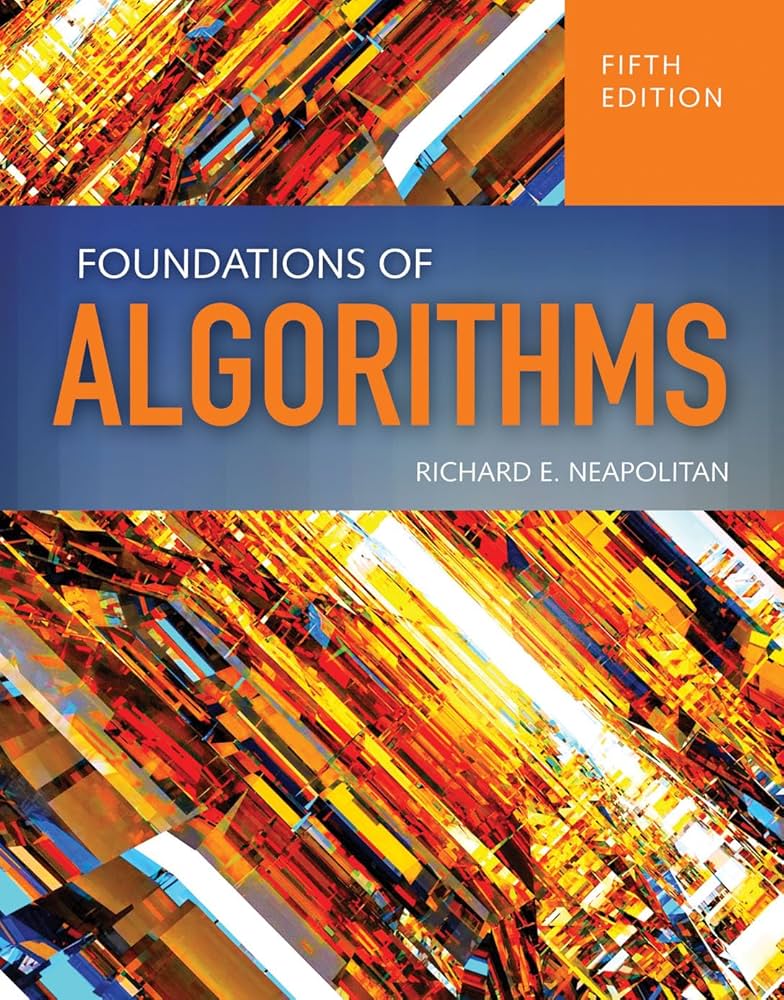 FIFTH
EDITION
FOUNDATIONS OF
ALGORITHMS
RICHARD E. NEAPOLITAN